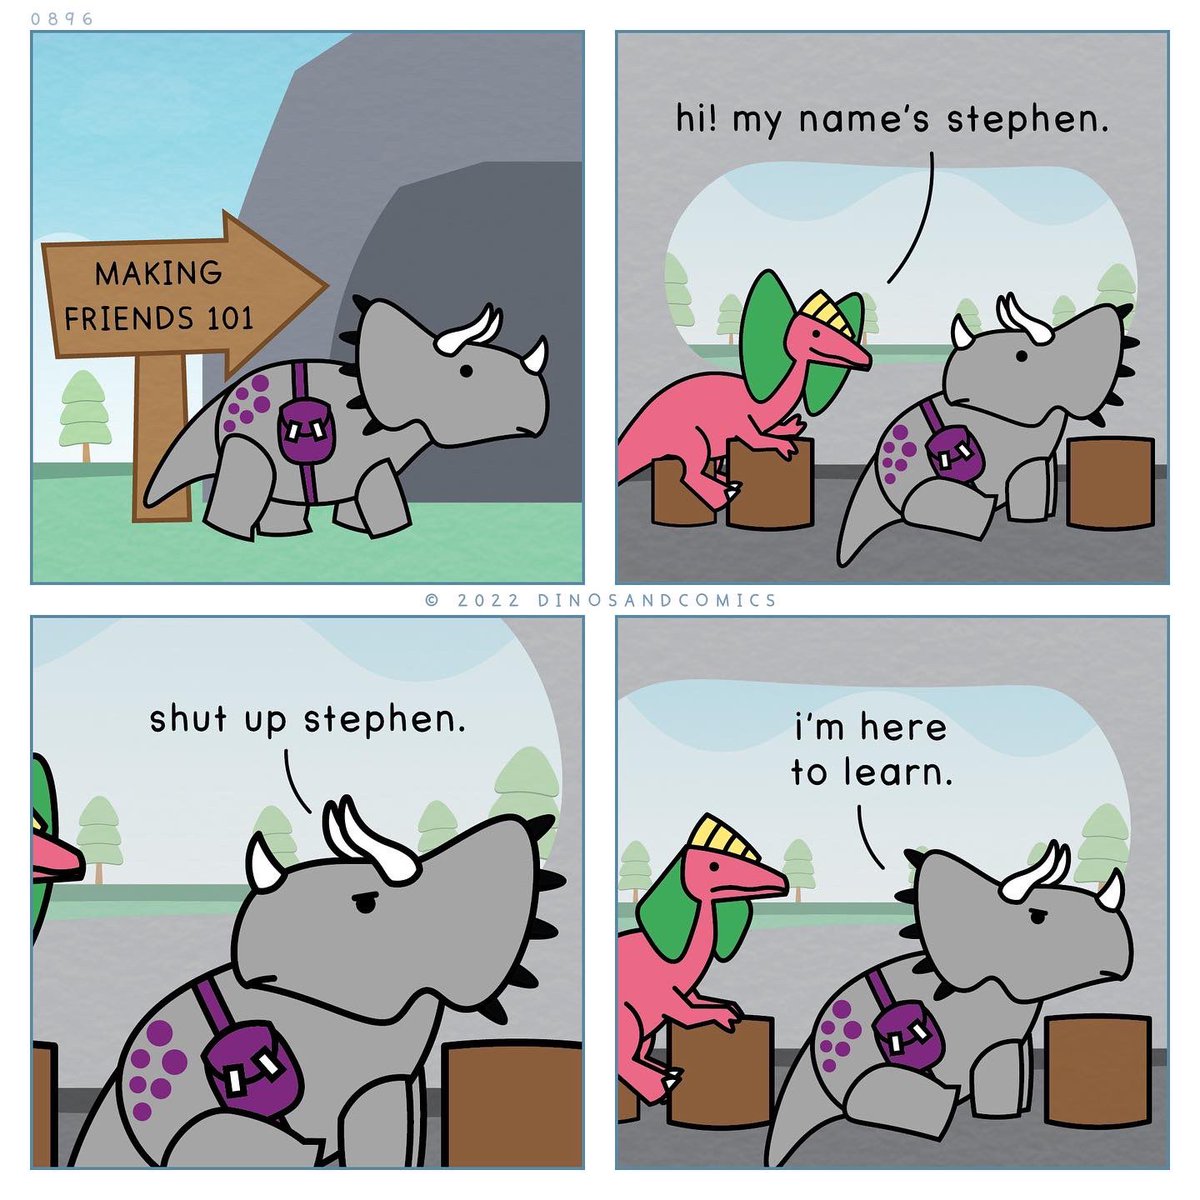 0896
MAKING
FRIENDS 101
hi! my name's stephen.
© 2022 DINOSANDCOMICS
shut up stephen.
i'm here
to learn.